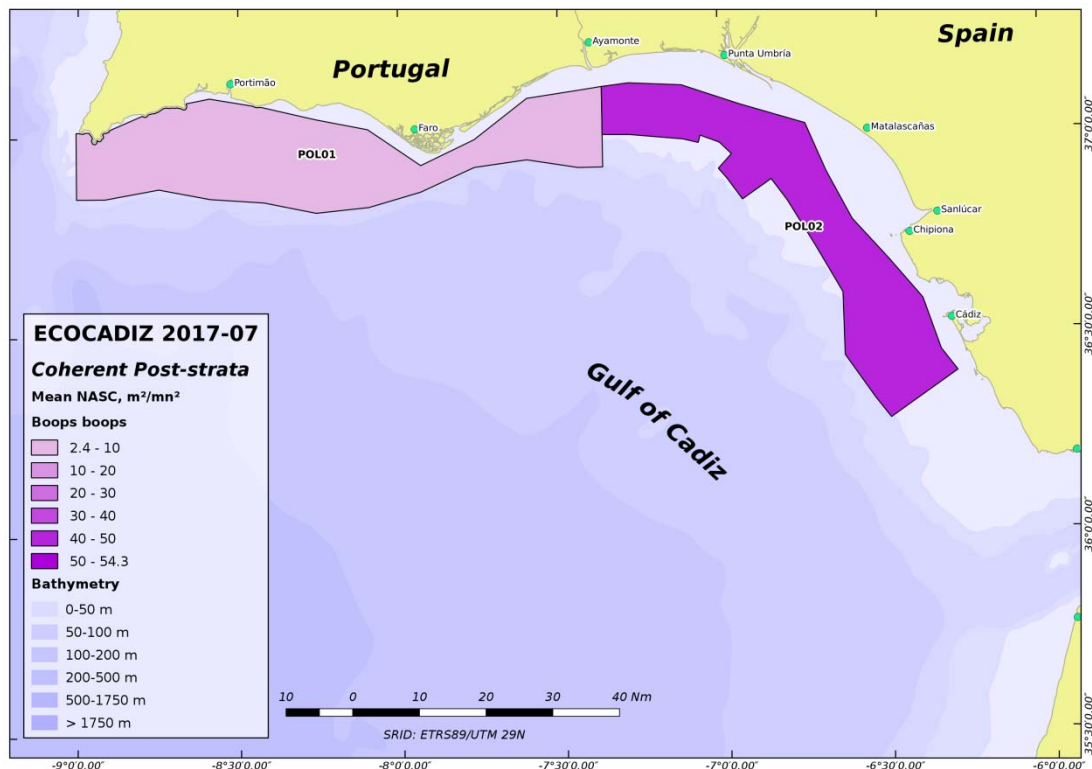 Spain
Portugal
Ayamonte
Punta Umbría
Portimão
Faro
Matalascañas
POL01
Sanlúcar
POL02
Chipiona
Cádiz
Gulf of Cadiz
ECOCADIZ 2017-07
Coherent Post-strata
Mean NASC, m²/mn²
Boops boops
2.4 - 10
10 - 20
20 - 30
30 - 40
40 - 50
50 - 54.3
Bathymetry
0-50 m
50-100 m
100-200 m
200-500 m
500-1750 m
> 1750 m
10 0 10 20 30 40 Nm
SRID: ETRS89/UTM 29N
37°0'0.00"
36°30'0.00"
36°0'0.00"
35°30'0.00"
-9°0'0.00" -8°30'0.00" -8°0'0.00" -7°30'0.00" -7°0'0.00" -6°30'0.00" -6°0'0.00"